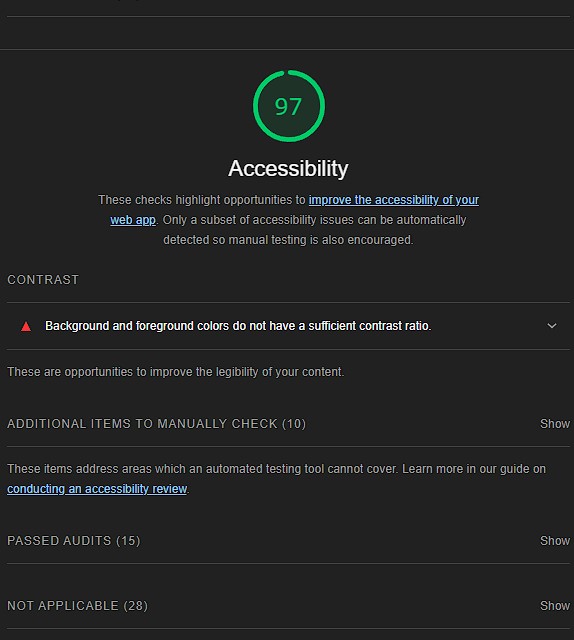 97
Accessibility
These checks highlight opportunities to improve the accessibility of your
web app. Only a subset of accessibility issues can be automatically
detected so manual testing is also encouraged.
CONTRAST
Background and foreground colors do not have a sufficient contrast ratio.
These are opportunities to improve the legibility of your content.
ADDITIONAL ITEMS TO MANUALLY CHECK (10) Show
These items address areas which an automated testing tool cannot cover. Learn more in our guide on
conducting an accessibility review.
PASSED AUDITS (15) Show
NOT APPLICABLE (28) Show